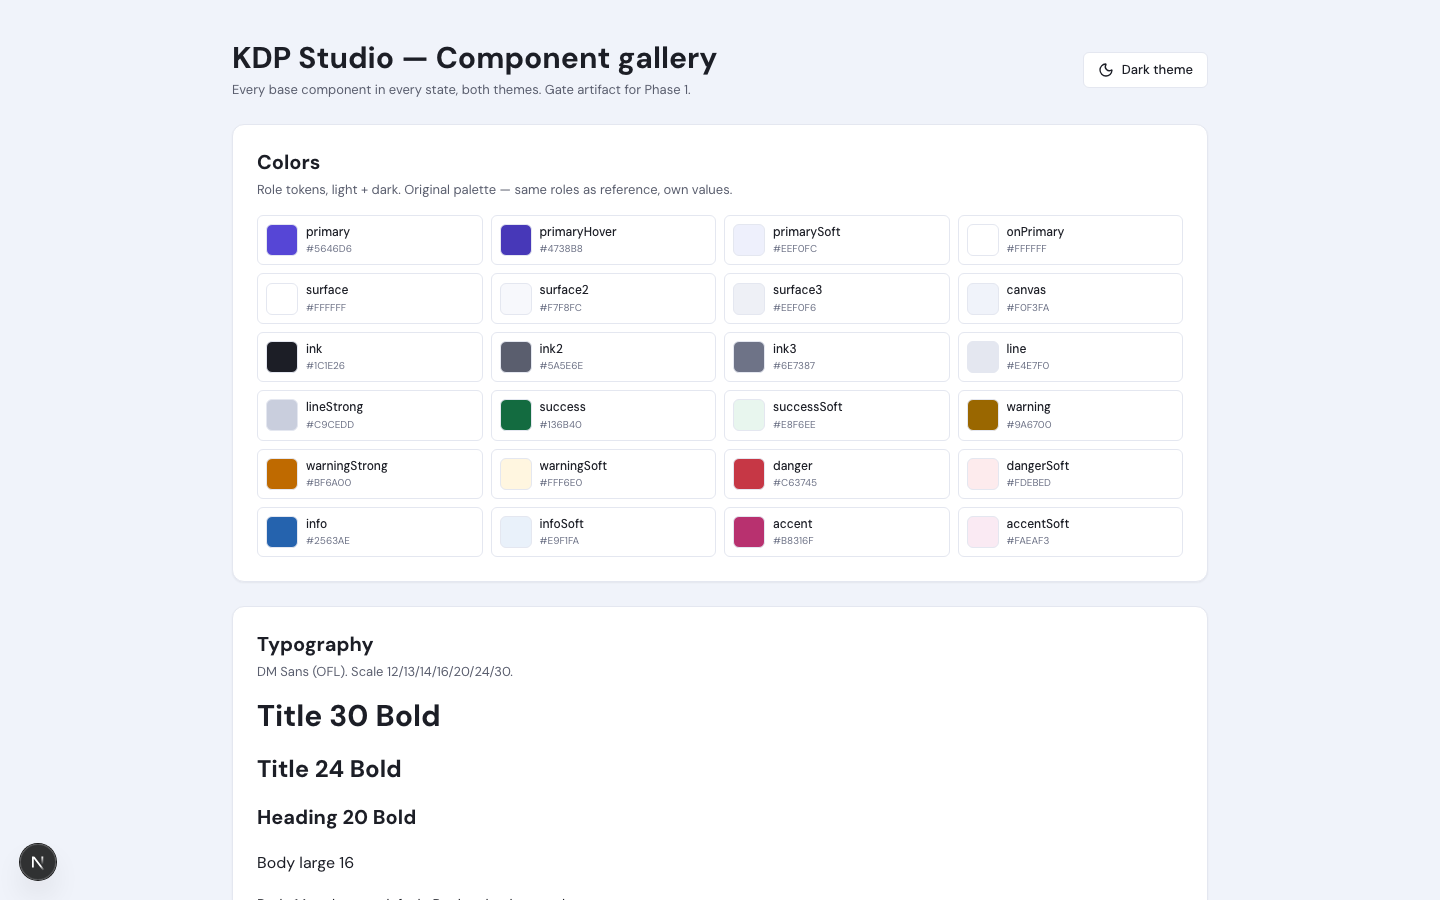 KDP Studio — Component gallery
Every base component in every state, both themes. Gate artifact for Phase 1.
Dark theme
Colors
Role tokens, light + dark. Original palette — same roles as reference, own values.
primary
#5646D6
primaryHover
#4738B8
primarySoft
#EEF0FC
onPrimary
#FFFFFF
surface
#FFFFFF
surface2
#F7F8FC
surface3
#EEF0F6
canvas
#F0F3FA
ink
#1C1E26
ink2
#5A5E6E
ink3
#6E7387
line
#E4E7F0
lineStrong
#C9CEDD
success
#136B40
successSoft
#E8F6EE
warning
#9A6700
warningStrong
#BF6A00
warningSoft
#FFF6E0
danger
#C63745
dangerSoft
#FDEBED
info
#2563AE
infoSoft
#E9F1FA
accent
#B8316F
accentSoft
#FAEAF3
Typography
DM Sans (OFL). Scale 12/13/14/16/20/24/30.
Title 30 Bold
Title 24 Bold
Heading 20 Bold
Body large 16
N